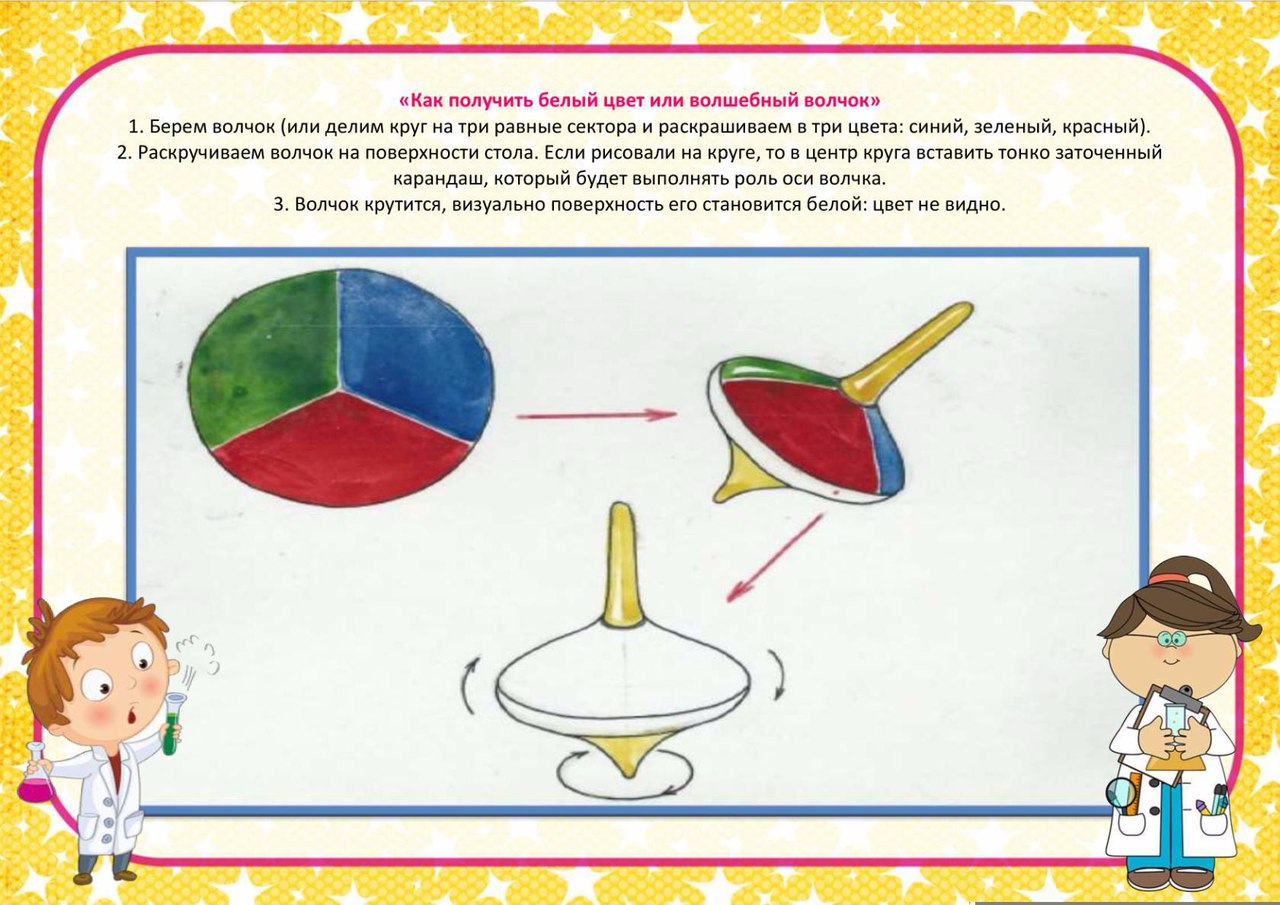 «Как получить белый цвет или волшебный волчок»
1. Берем волчок (или делим круг на три равные сектора и раскрашиваем в три цвета: синий, зеленый, красный).
2. Раскручиваем волчок на поверхности стола. Если рисовали на круге, то в центр круга вставить тонко заточенный
карандаш, который будет выполнять роль оси волчка.
3. Волчок крутится, визуально поверхность его становится белой: цвет не видно.